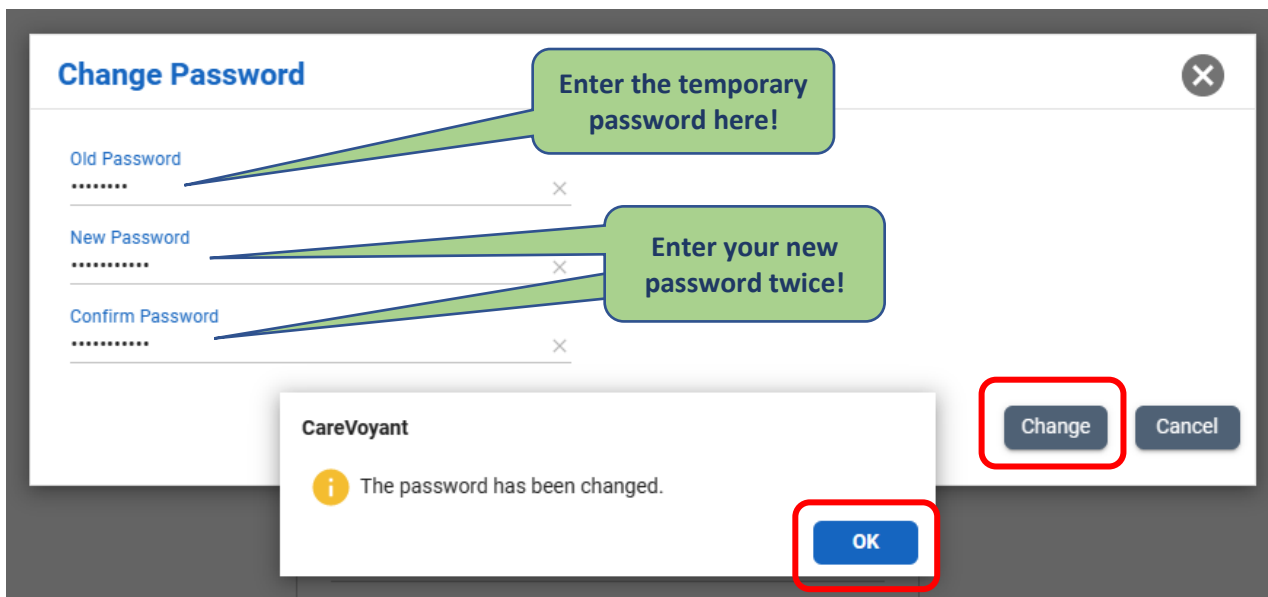 Change Password
Enter the temporary
password here!
Old Password
••••••••
New Password
•••••••••••
Enter your new
password twice!
Confirm Password
•••••••••••
Change
Cancel
CareVoyant
The password has been changed.
OK